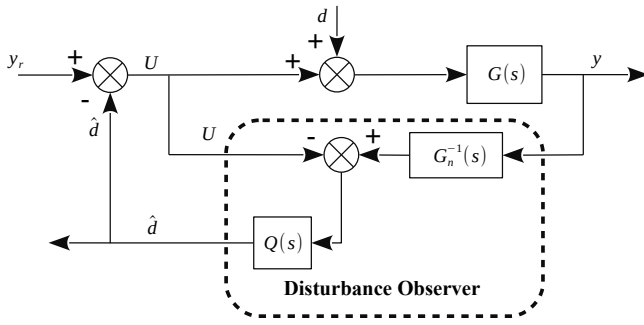 d
y_r + U + + G(s) y
-
d̂ U - + G_n^{-1}(s)
d̂ Q(s)
Disturbance Observer